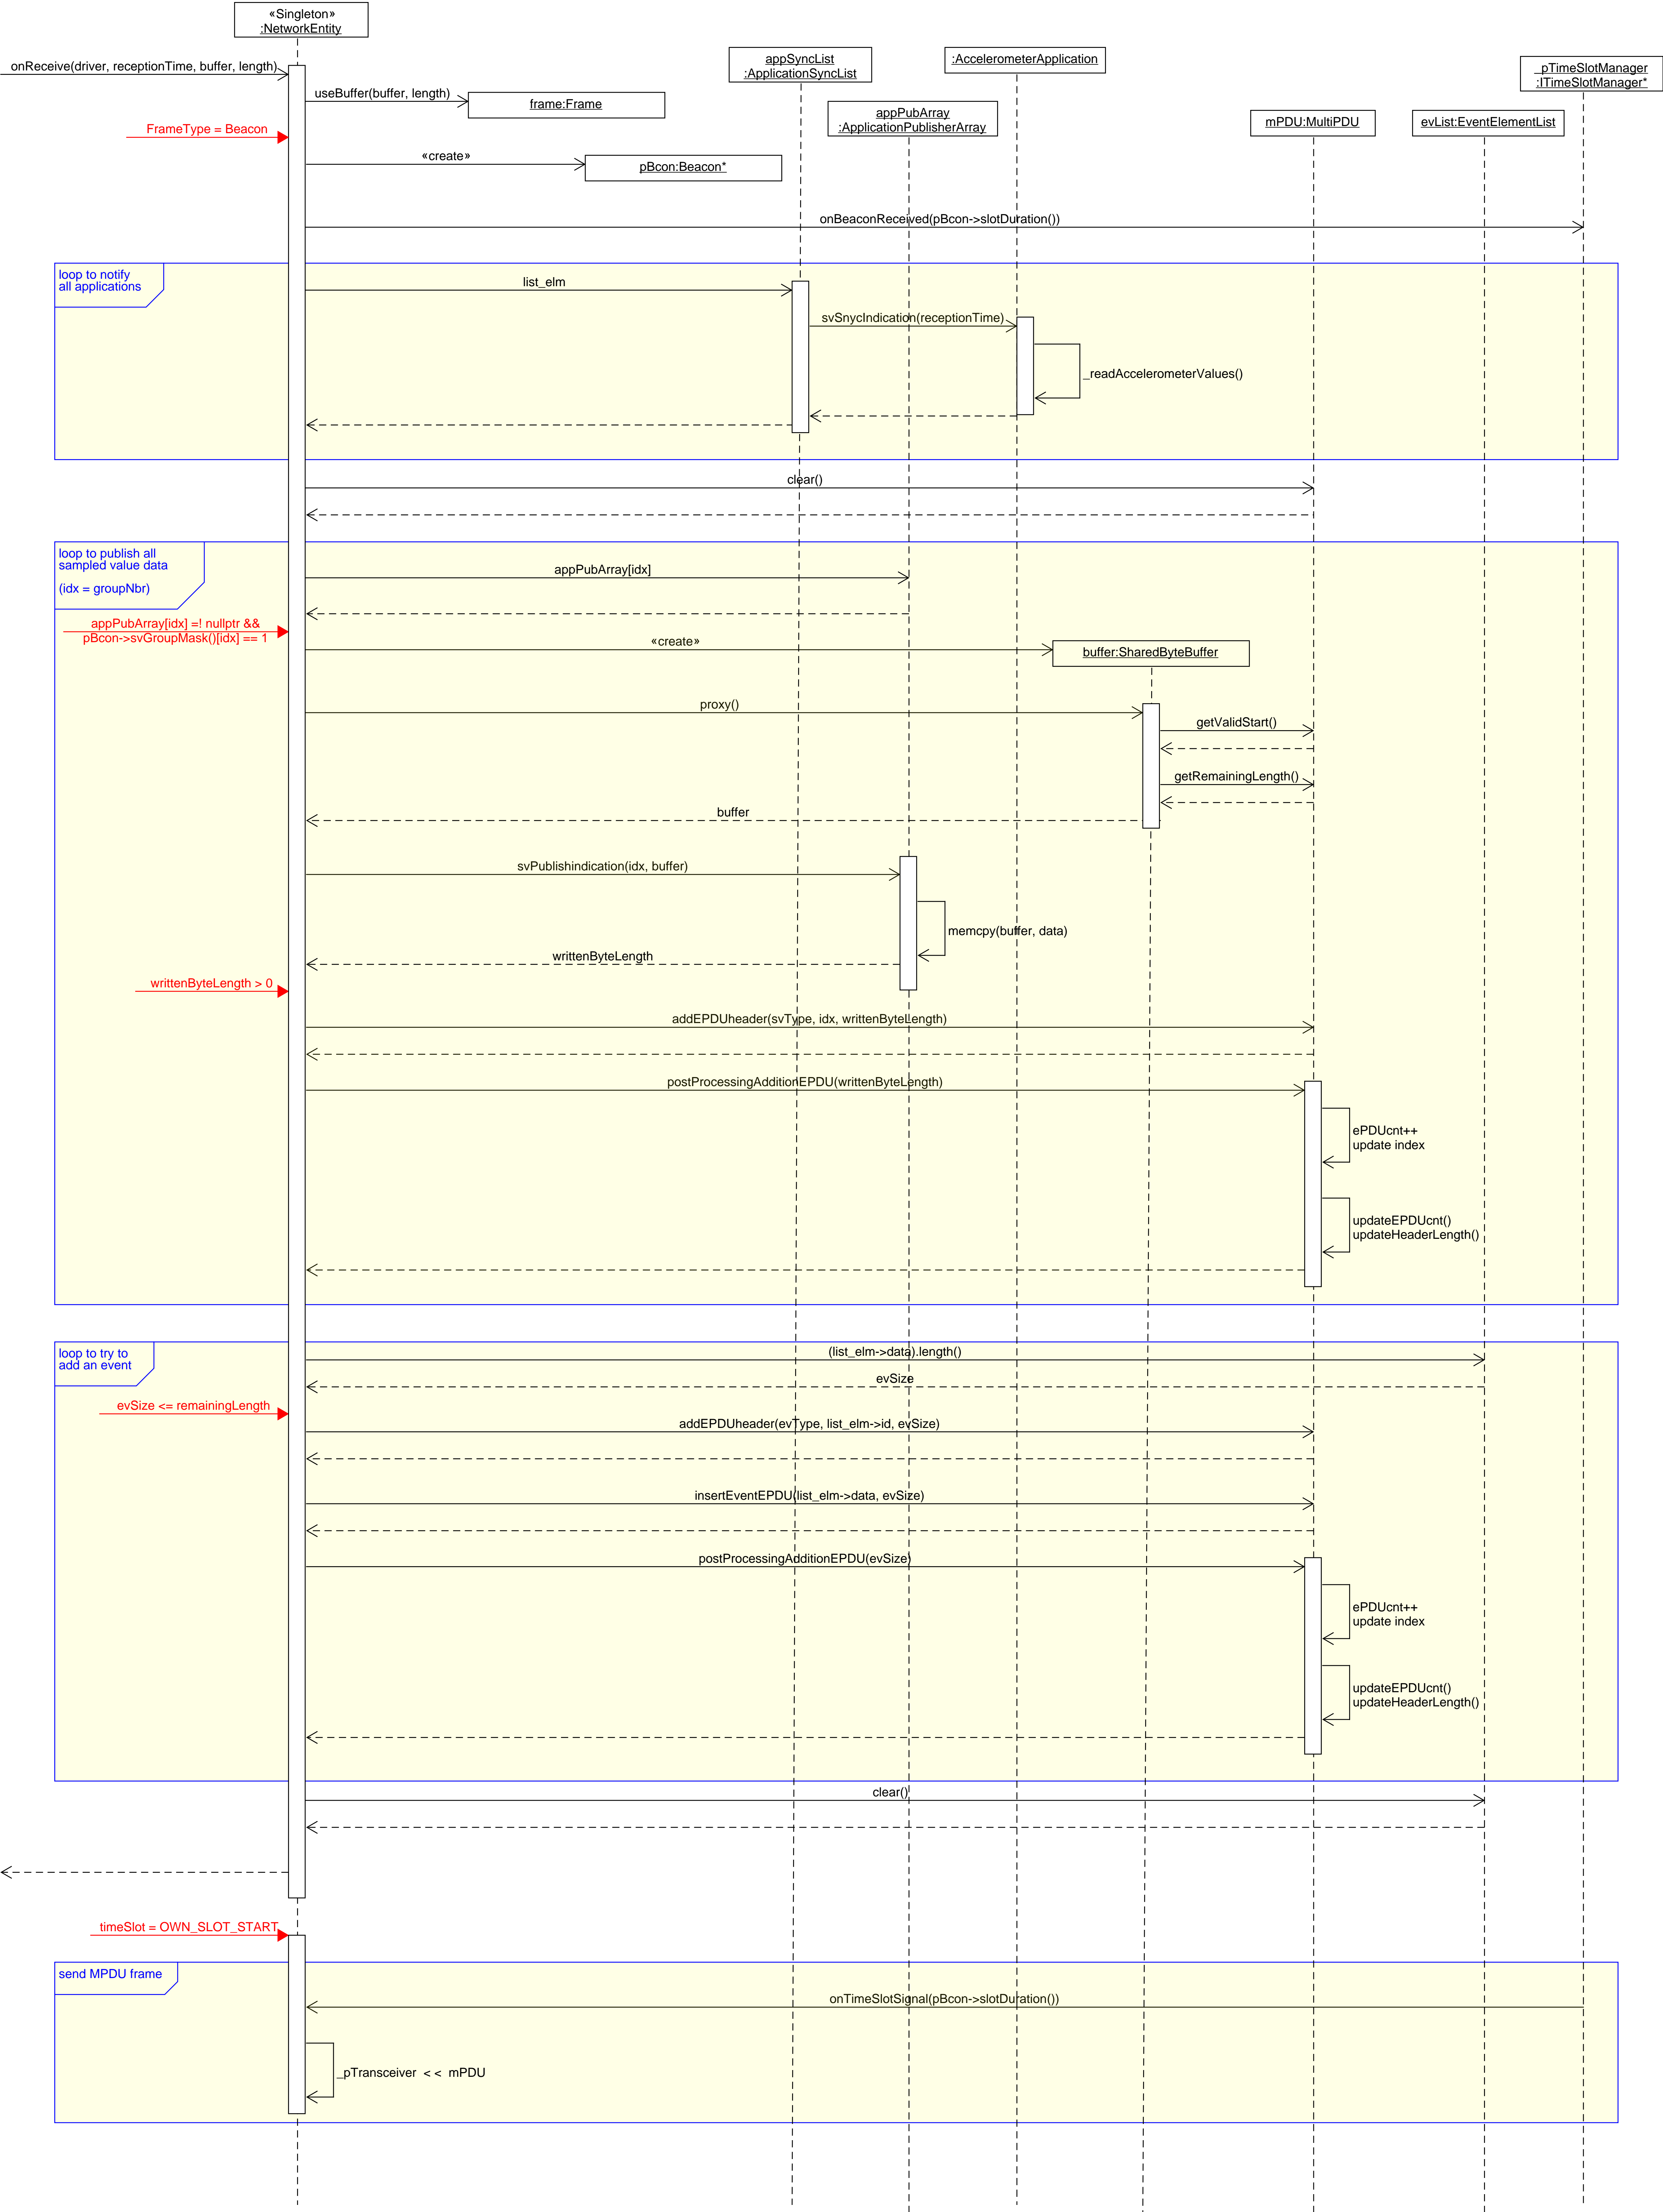 «Singleton»
:NetworkEntity
appSyncList
:ApplicationSyncList
:AccelerometerApplication
_pTimeSlotManager
:ITimeSlotManager*
onReceive(driver, receptionTime, buffer, length)
useBuffer(buffer, length)
frame:Frame
appPubArray
:ApplicationPublisherArray
mPDU:MultiPDU
evList:EventElementList
FrameType = Beacon
«create»
pBcon:Beacon*
onBeaconReceived(pBcon->slotDuration())
loop to notify
all applications
list_elm
svSnycIndication(receptionTime)
_readAccelerometerValues()
clear()
loop to publish all
sampled value data
(idx = groupNbr)
appPubArray[idx]
appPubArray[idx] =! nullptr &&
pBcon->svGroupMask()[idx] == 1
«create»
buffer:SharedByteBuffer
proxy()
getValidStart()
getRemainingLength()
buffer
svPublishindication(idx, buffer)
memcpy(buffer, data)
writtenByteLength
writtenByteLength > 0
addEPDUheader(svType, idx, writtenByteLength)
postProcessingAdditionEPDU(writtenByteLength)
ePDUcnt++
update index
updateEPDUcnt()
updateHeaderLength()
loop to try to
add an event
(list_elm->data).length()
evSize
evSize <= remainingLength
addEPDUheader(evType, list_elm->id, evSize)
insertEventEPDU(list_elm->data, evSize)
postProcessingAdditionEPDU(evSize)
ePDUcnt++
update index
updateEPDUcnt()
updateHeaderLength()
clear()
timeSlot = OWN_SLOT_START
send MPDU frame
onTimeSlotSignal(pBcon->slotDuration())
_pTransceiver < < mPDU